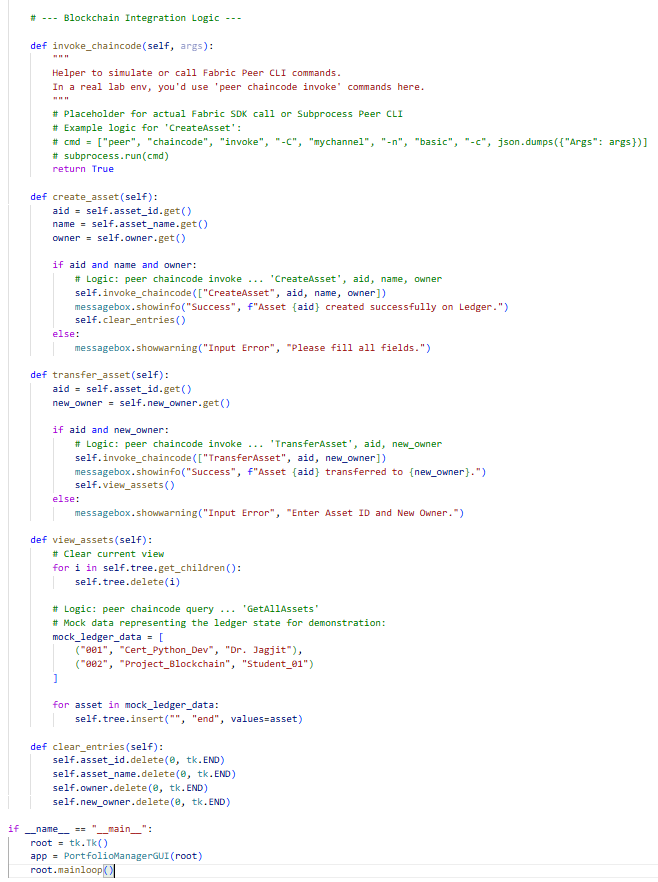 # --- Blockchain Integration Logic ---
def invoke_chaincode(self, args):
"""
Helper to simulate or call Fabric Peer CLI commands.
In a real lab env, you'd use 'peer chaincode invoke' commands here.
"""
# Placeholder for actual Fabric SDK call or Subprocess Peer CLI
# Example logic for 'CreateAsset':
# cmd = ["peer", "chaincode", "invoke", "-C", "mychannel", "-n", "basic", "-c", json.dumps({"Args": args})]
# subprocess.run(cmd)
return True
def create_asset(self):
aid = self.asset_id.get()
name = self.asset_name.get()
owner = self.owner.get()
if aid and name and owner:
# Logic: peer chaincode invoke ... 'CreateAsset', aid, name, owner
self.invoke_chaincode(["CreateAsset", aid, name, owner])
messagebox.showinfo("Success", f"Asset {aid} created successfully on Ledger.")
self.clear_entries()
else:
messagebox.showwarning("Input Error", "Please fill all fields.")
def transfer_asset(self):
aid = self.asset_id.get()
new_owner = self.new_owner.get()
if aid and new_owner:
# Logic: peer chaincode invoke ... 'TransferAsset', aid, new_owner
self.invoke_chaincode(["TransferAsset", aid, new_owner])
messagebox.showinfo("Success", f"Asset {aid} transferred to {new_owner}.")
self.view_assets()
else:
messagebox.showwarning("Input Error", "Enter Asset ID and New Owner.")
def view_assets(self):
# Clear current view
for i in self.tree.get_children():
self.tree.delete(i)
# Logic: peer chaincode query ... 'GetAllAssets'
# Mock data representing the ledger state for demonstration:
mock_ledger_data = [
("001", "Cert_Python_Dev", "Dr. Jagjit"),
("002", "Project_Blockchain", "Student_01")
]
for asset in mock_ledger_data:
self.tree.insert("", "end", values=asset)
def clear_entries(self):
self.asset_id.delete(0, tk.END)
self.asset_name.delete(0, tk.END)
self.owner.delete(0, tk.END)
self.new_owner.delete(0, tk.END)
if __name__ == "__main__":
root = tk.Tk()
app = PortfolioManagerGUI(root)
root.mainloop()